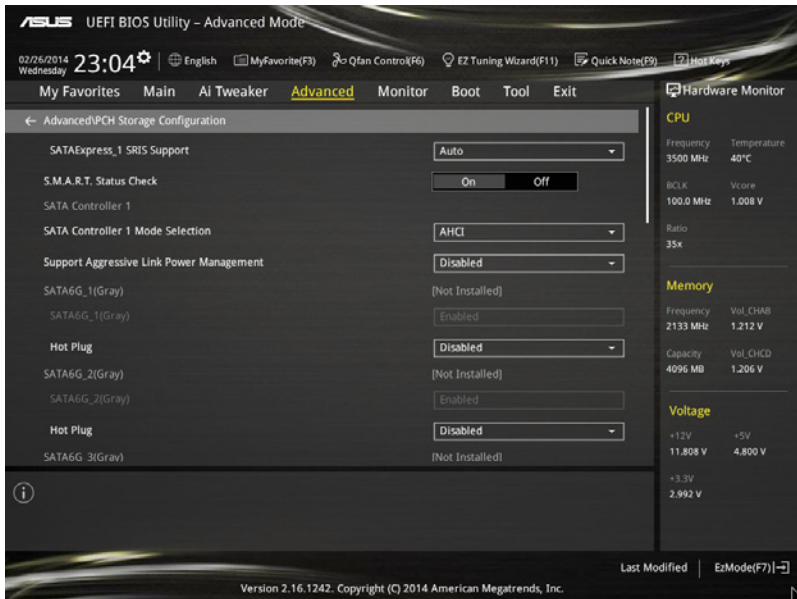 ASUS UEFI BIOS Utility – Advanced Mode
02/26/2014 Wednesday 23:04 English MyFavorite(F3) Qfan Control(F6) EZ Tuning Wizard(F11) Quick Note(F9) ? Hot Keys
My Favorites Main Ai Tweaker Advanced Monitor Boot Tool Exit
← Advanced\PCH Storage Configuration
SATAExpress_1 SRIS Support Auto
S.M.A.R.T. Status Check On Off
SATA Controller 1
SATA Controller 1 Mode Selection AHCI
Support Aggressive Link Power Management Disabled
SATA6G_1(Gray) [Not Installed]
SATA6G_1(Gray) Enabled
Hot Plug Disabled
SATA6G_2(Gray) [Not Installed]
SATA6G_2(Gray) Enabled
Hot Plug Disabled
SATA6G_3(Gray) [Not Installed]
Hardware Monitor
CPU
Frequency Temperature
3500 MHz 40°C
BCLK Vcore
100.0 MHz 1.008 V
Ratio
35x
Memory
Frequency Vol_CHAB
2133 MHz 1.212 V
Capacity Vol_CHCD
4096 MB 1.206 V
Voltage
+12V +5V
11.808 V 4.800 V
+3.3V
2.992 V
Last Modified EzMode(F7)
Version 2.16.1242. Copyright (C) 2014 American Megatrends, Inc.